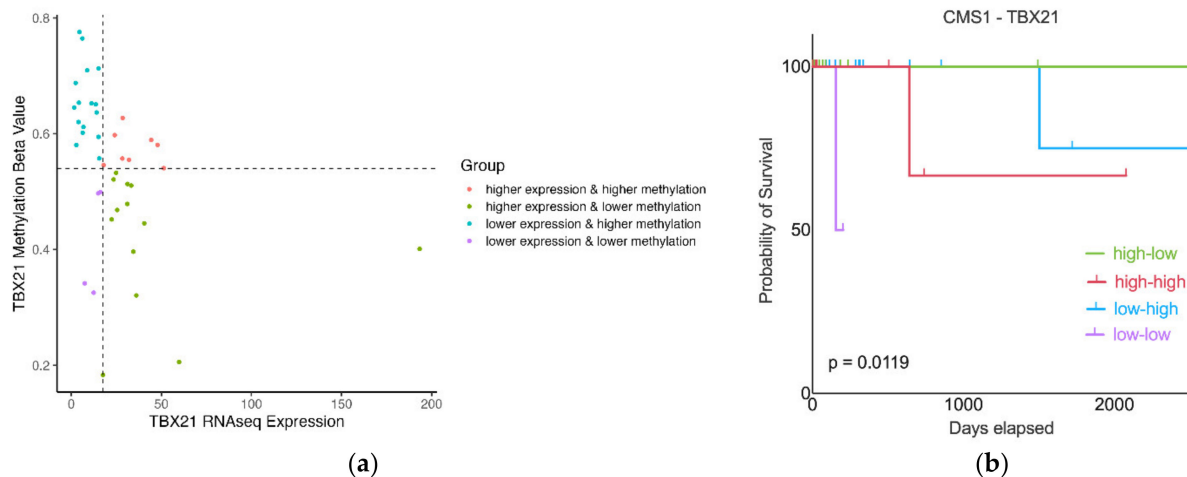 0.8
0.6
0.4
0.2
0
50
100
150
200
TBX21 Methylation Beta Value
TBX21 RNAseq Expression
Group
higher expression & higher methylation
higher expression & lower methylation
lower expression & higher methylation
lower expression & lower methylation
(a)
CMS1 - TBX21
100
50
0
Probability of Survival
high-low
high-high
low-high
low-low
p = 0.0119
0
1000
2000
Days elapsed
(b)